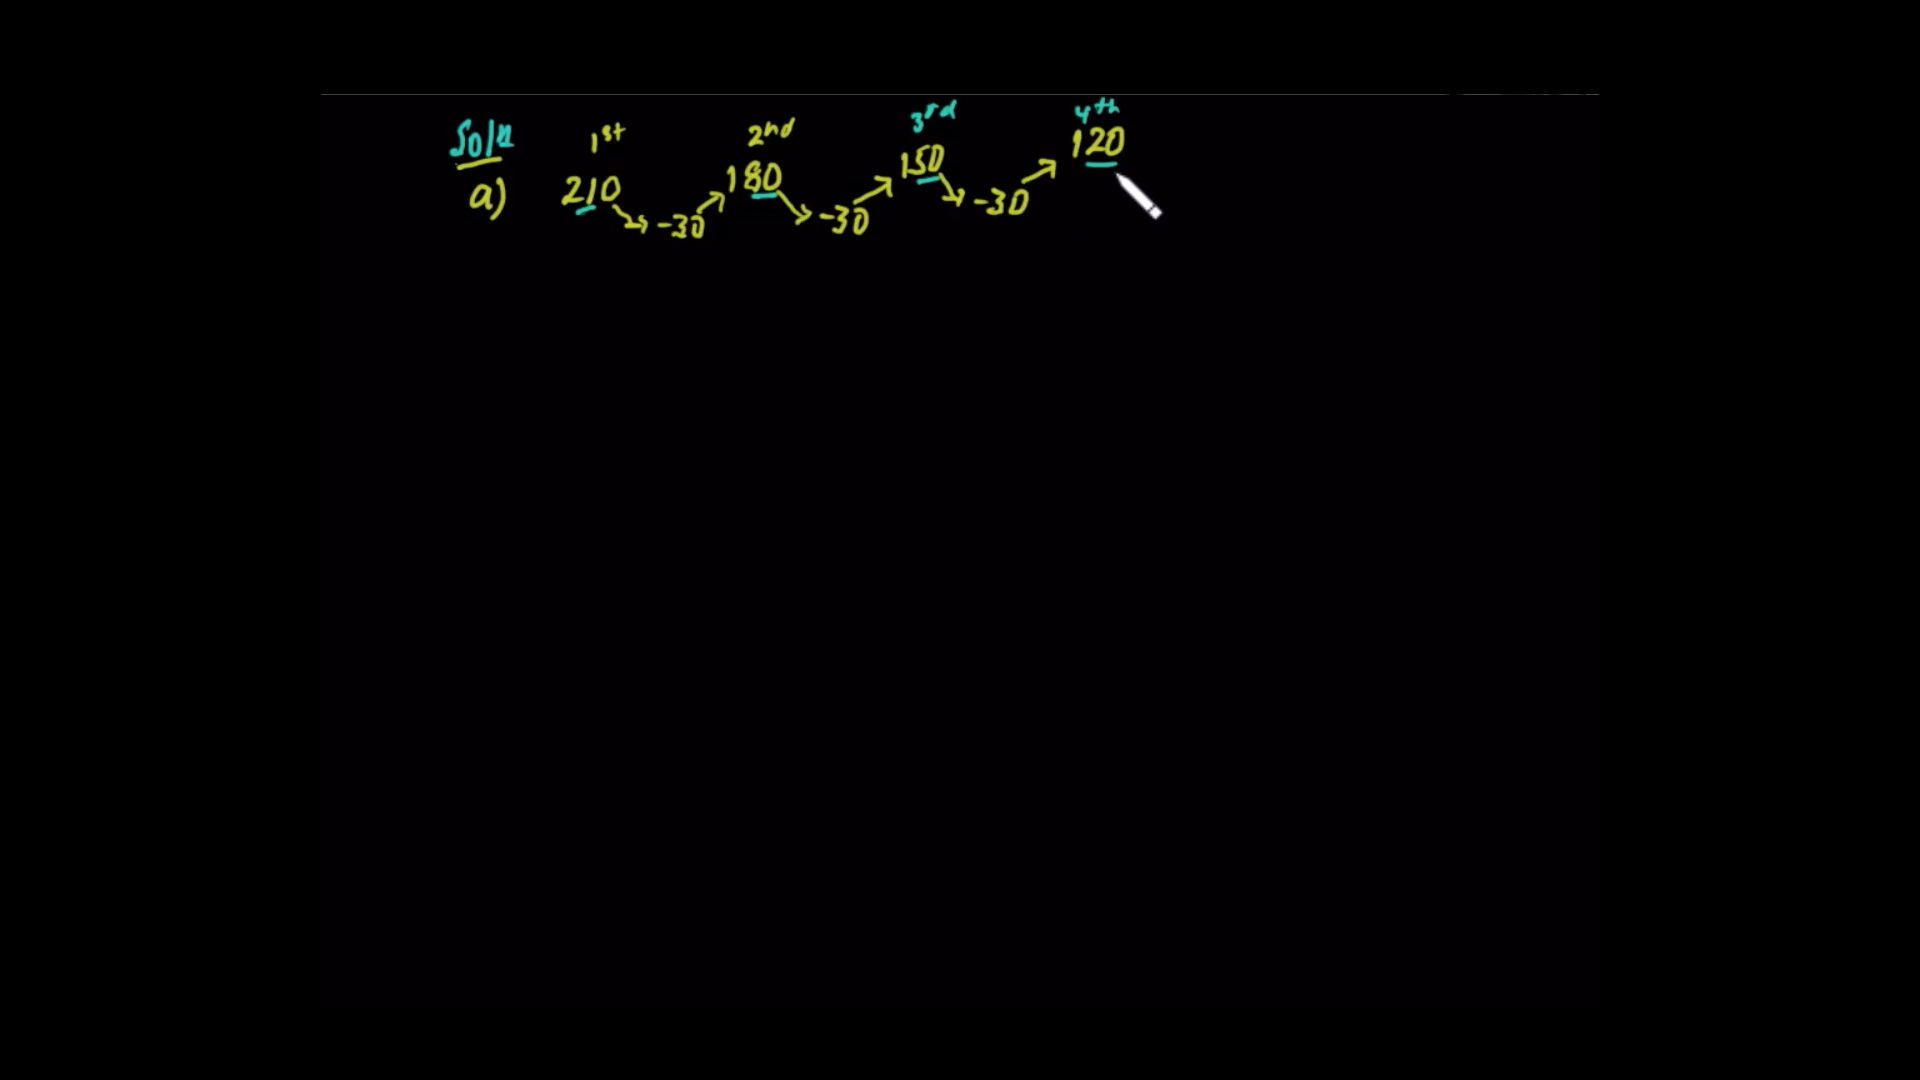 Soln 1st 2nd 3rd 4th
a) 210 → -30 → 180 → -30 → 150 → -30 → 120